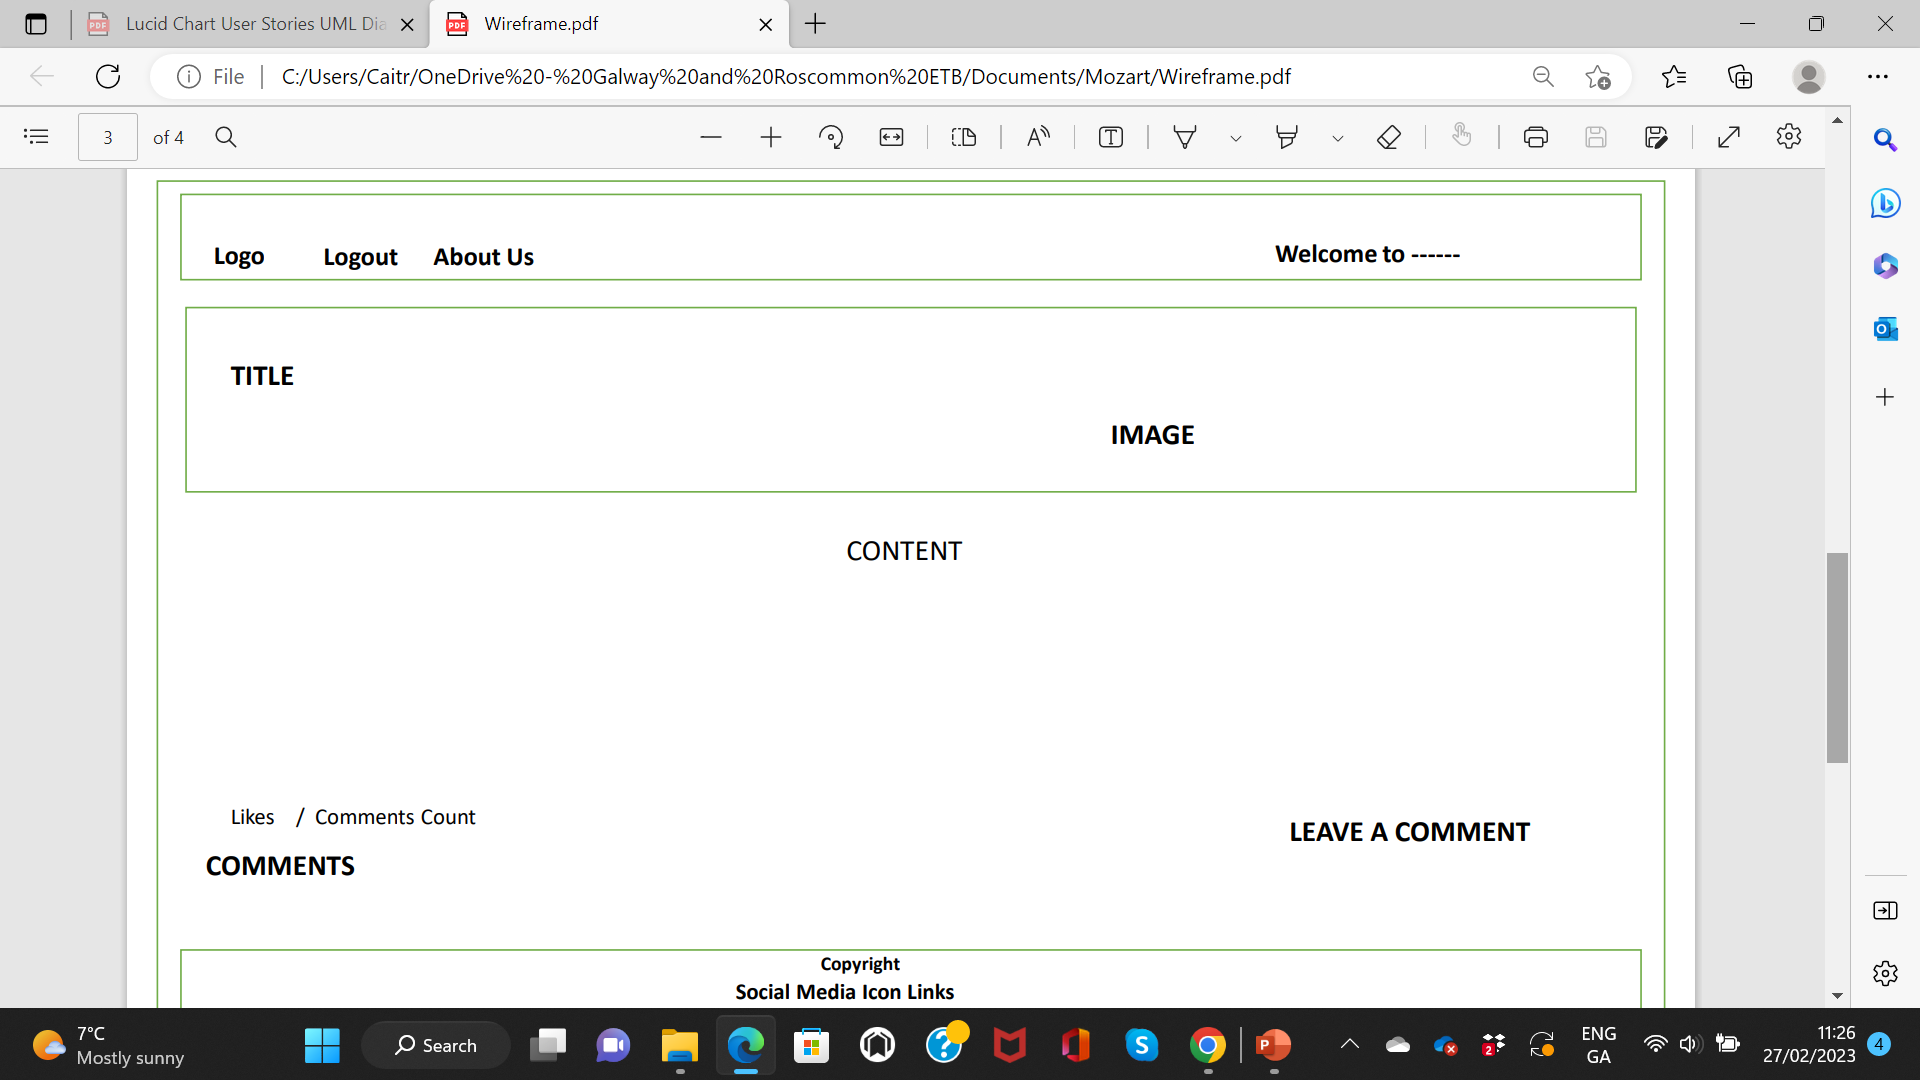 Lucid Chart User Stories UML Dia
Wireframe.pdf
File
C:/Users/Caitr/OneDrive%20-%20Galway%20and%20Roscommon%20ETB/Documents/Mozart/Wireframe.pdf
3 of 4
Logo Logout About Us Welcome to ------
TITLE
IMAGE
CONTENT
Likes / Comments Count
LEAVE A COMMENT
COMMENTS
Copyright
Social Media Icon Links
7°C
Mostly sunny
Search
ENG
GA
11:26
27/02/2023
4